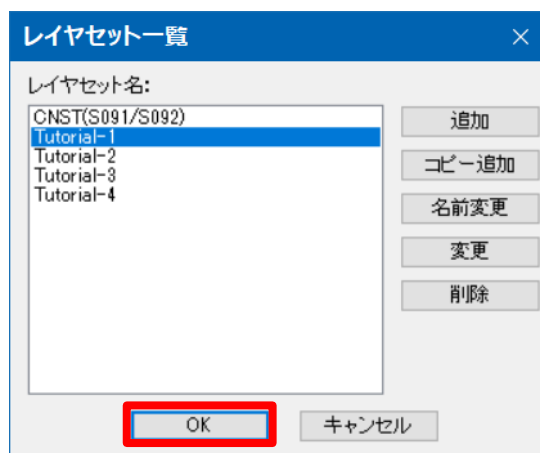 レイヤセット一覧
レイヤセット名:
CNST(S091/S092)
Tutorial-1
Tutorial-2
Tutorial-3
Tutorial-4
追加
コピー追加
名前変更
変更
削除
OK
キャンセル